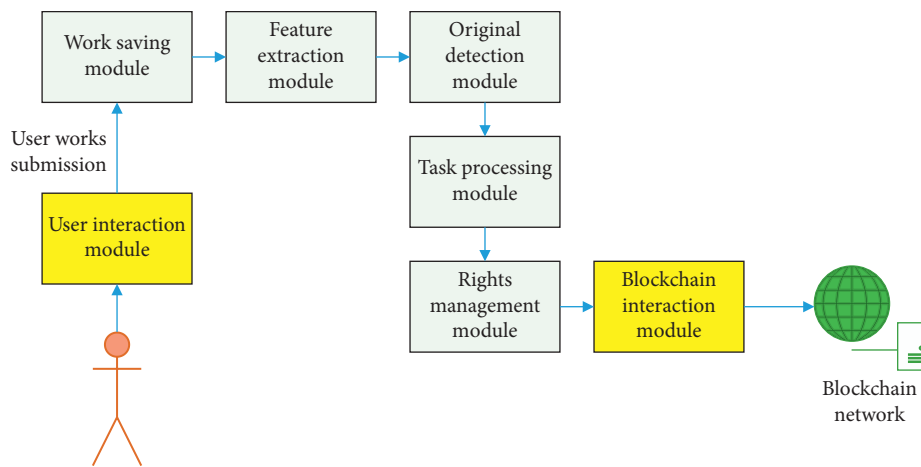 Work saving
module
Feature
extraction
module
Original
detection
module
User works
submission
Task processing
module
User interaction
module
Rights
management
module
Blockchain
interaction
module
Blockchain
network